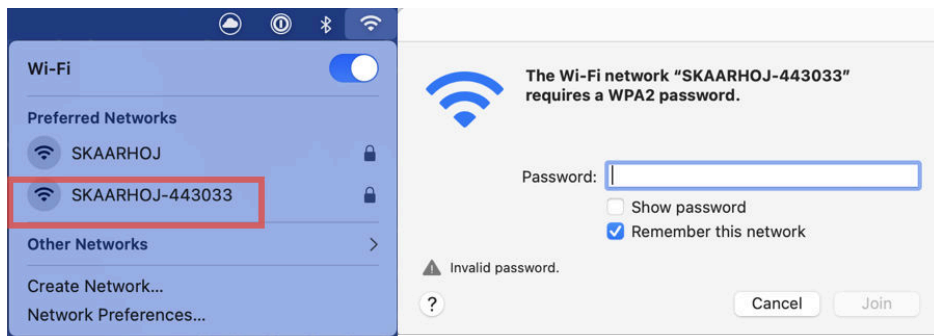 Wi-Fi
Preferred Networks
SKAARHOJ
SKAARHOJ-443033
Other Networks
Create Network...
Network Preferences...
The Wi-Fi network “SKAARHOJ-443033”
requires a WPA2 password.
Password:
Show password
Remember this network
Invalid password.
?
Cancel
Join